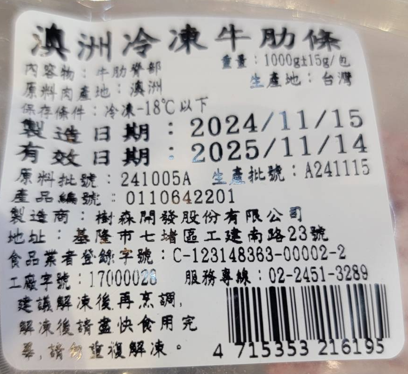 澳洲冷凍牛肋條
內容物：牛肋脊部 重量：1000g±15g/包
原料肉產地：澳洲 生產地：台灣
保存條件：冷凍-18℃以下
製造日期：2024/11/15
有效日期：2025/11/14
原料批號：241005A 生產批號：A241115
產品編號：0110642201
製造商：樹森開發股份有限公司
地址：基隆市七堵區工建南路23號
食品業者登錄字號：C-123148363-00002-2
工廠字號：17000026 服務專線：02-2451-3289
建議解凍後再烹調，
解凍後請盡快食用完
畢，請勿重複解凍。
4 715353 216195